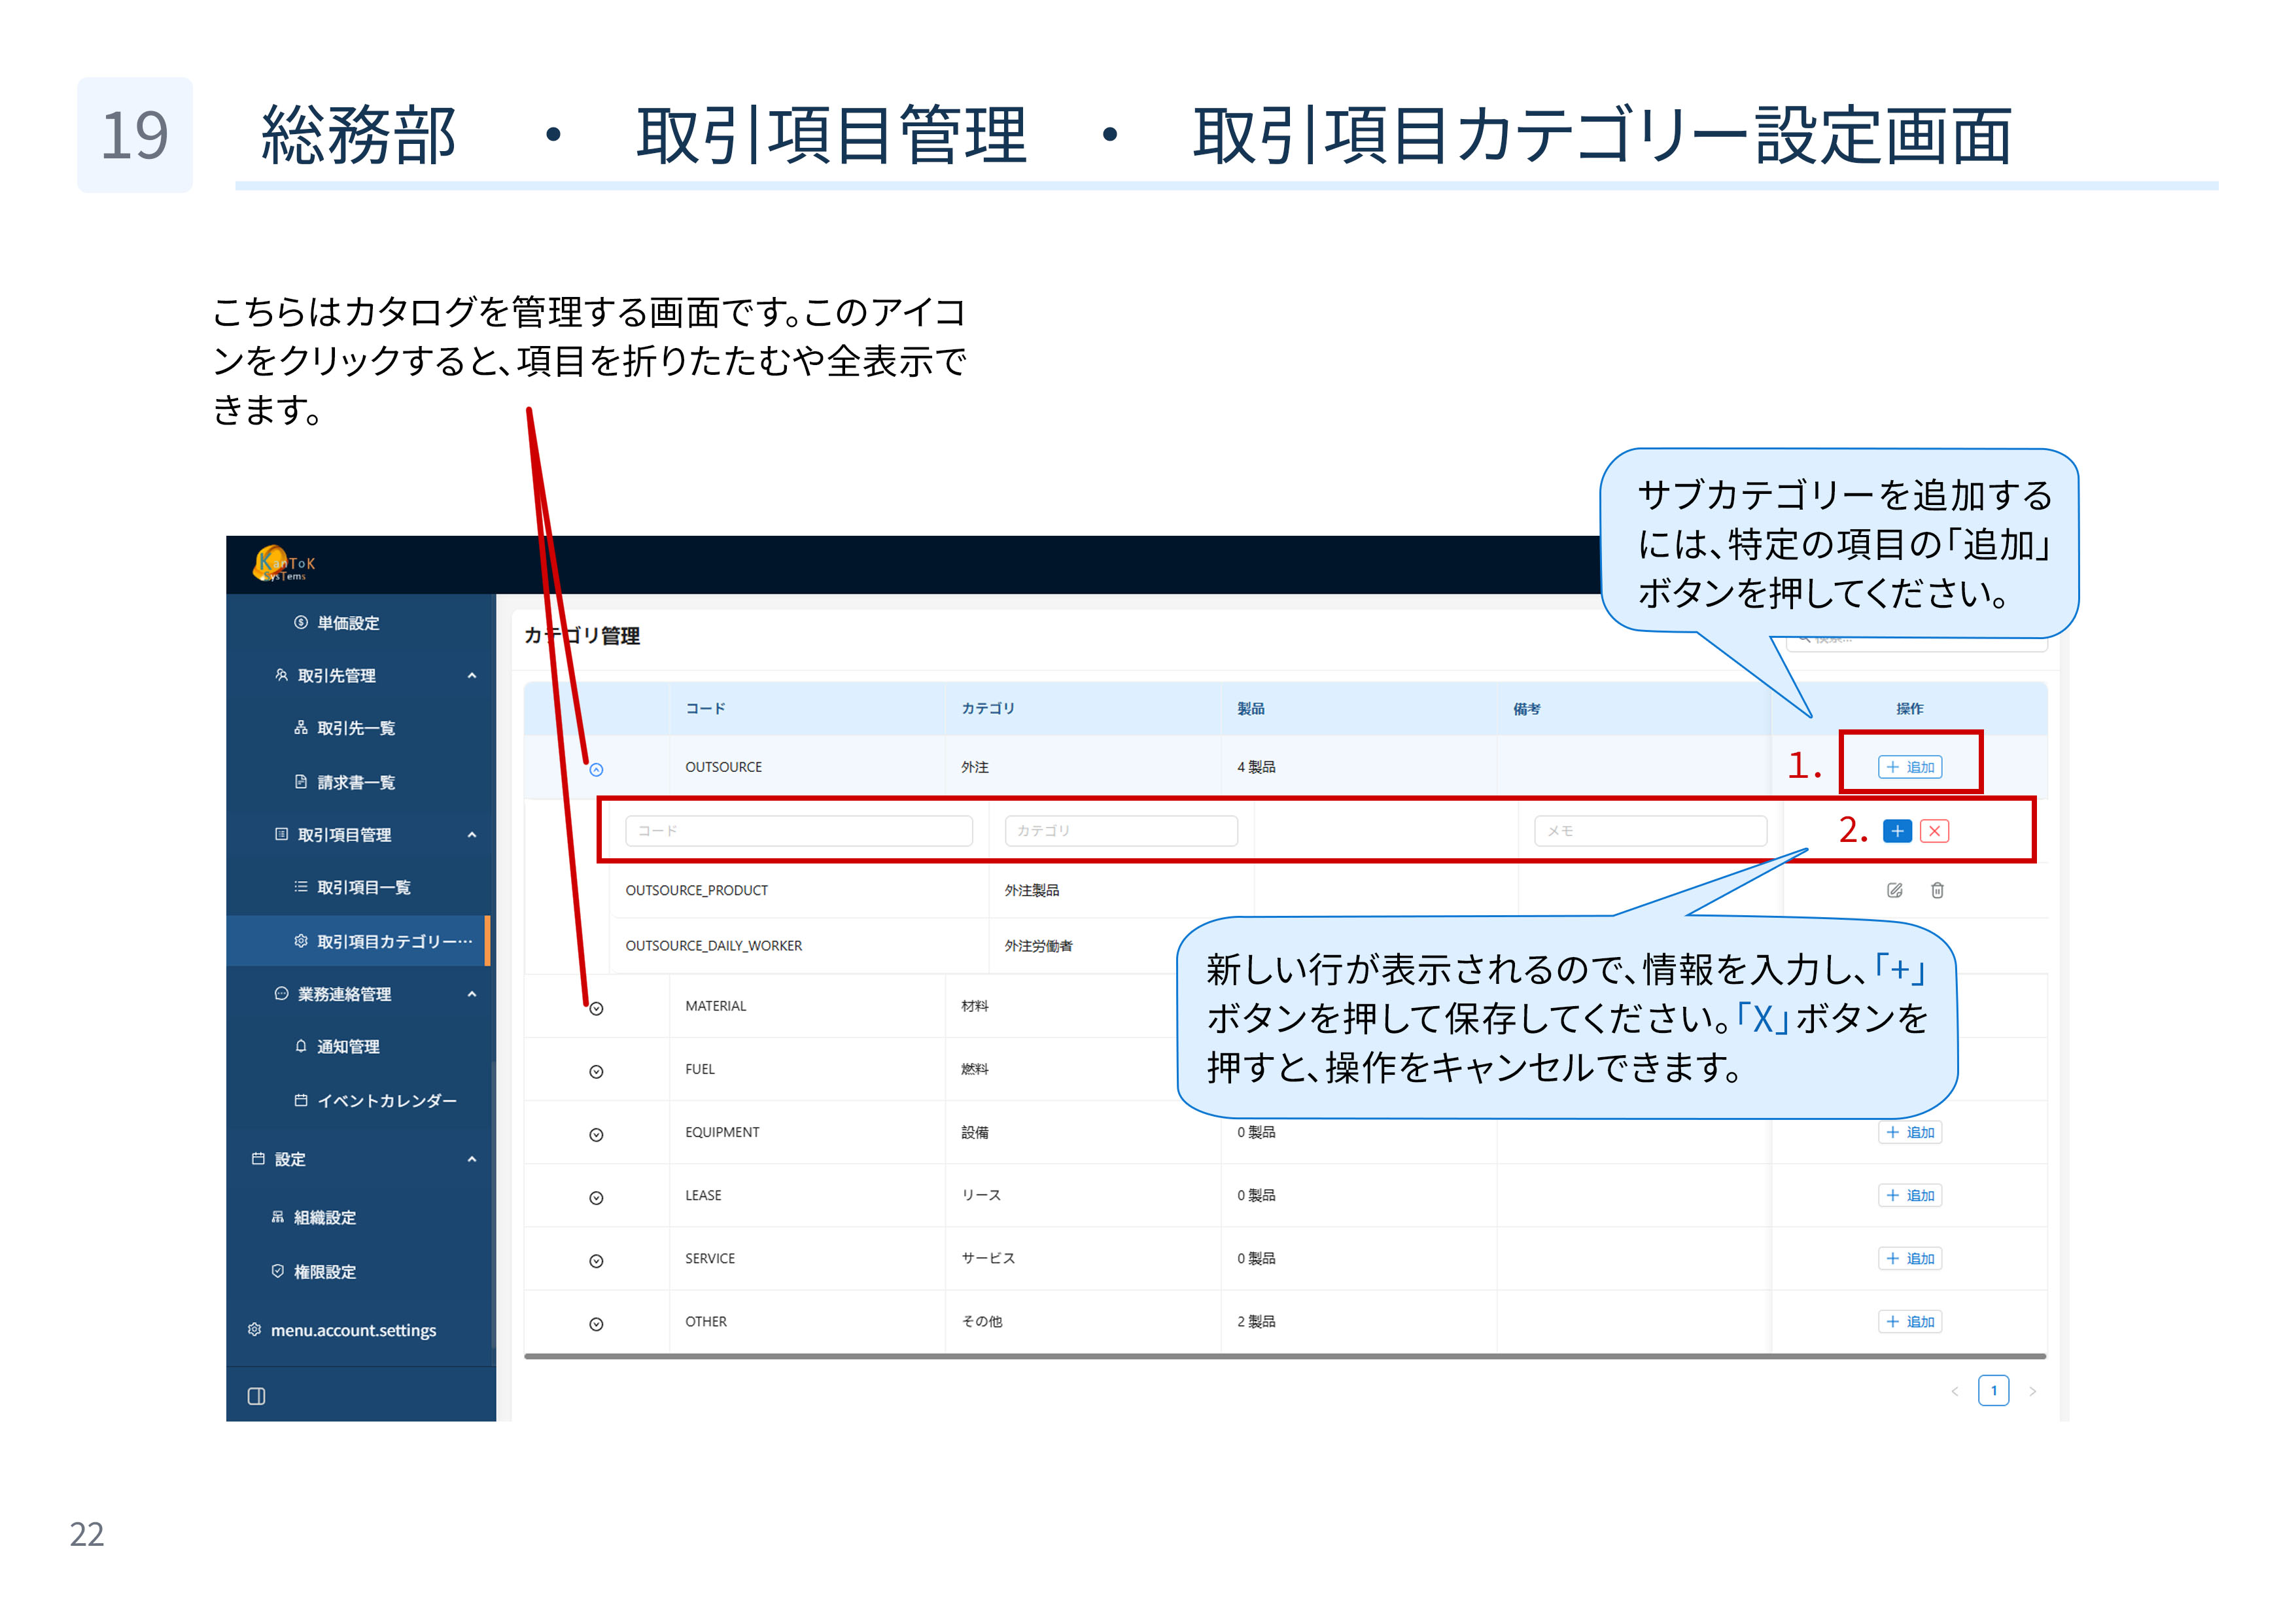 19
総務部 ・ 取引項目管理 ・ 取引項目カテゴリー設定画面
こちらはカタログを管理する画面です。このアイコ
ンをクリックすると、項目を折りたたむや全表示で
きます。
サブカテゴリーを追加する
には、特定の項目の「追加」
ボタンを押してください。
KanToK
SysTems
単価設定
取引先管理
取引先一覧
請求書一覧
取引項目管理
取引項目一覧
取引項目カテゴリー…
業務連絡管理
通知管理
イベントカレンダー
設定
組織設定
権限設定
menu.account.settings
カテゴリ管理
検索...
コード カテゴリ 製品 備考 操作
OUTSOURCE 外注 4 製品 1. + 追加
コード カテゴリ メモ 2. + ×
OUTSOURCE_PRODUCT 外注製品
OUTSOURCE_DAILY_WORKER 外注労働者
新しい行が表示されるので、情報を入力し、「+」
ボタンを押して保存してください。「X」ボタンを
押すと、操作をキャンセルできます。
MATERIAL 材料
FUEL 燃料
EQUIPMENT 設備 0 製品 + 追加
LEASE リース 0 製品 + 追加
SERVICE サービス 0 製品 + 追加
OTHER その他 2 製品 + 追加
< 1 >
22